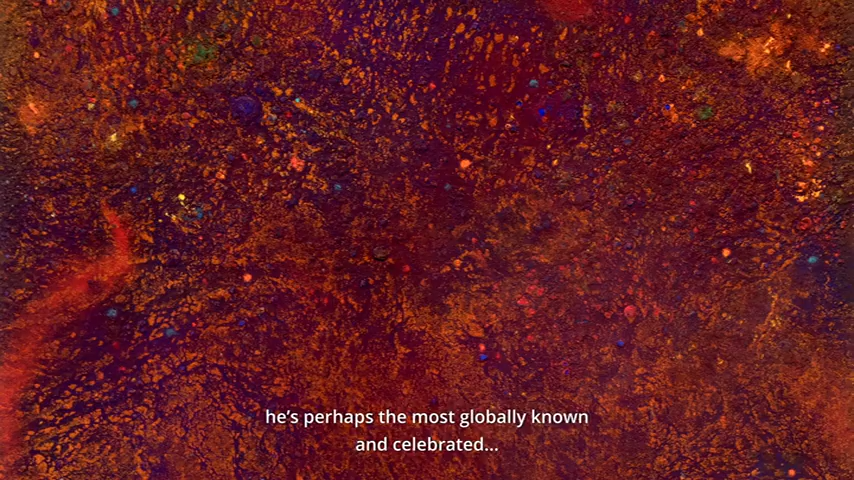 he’s perhaps the most globally known
and celebrated...